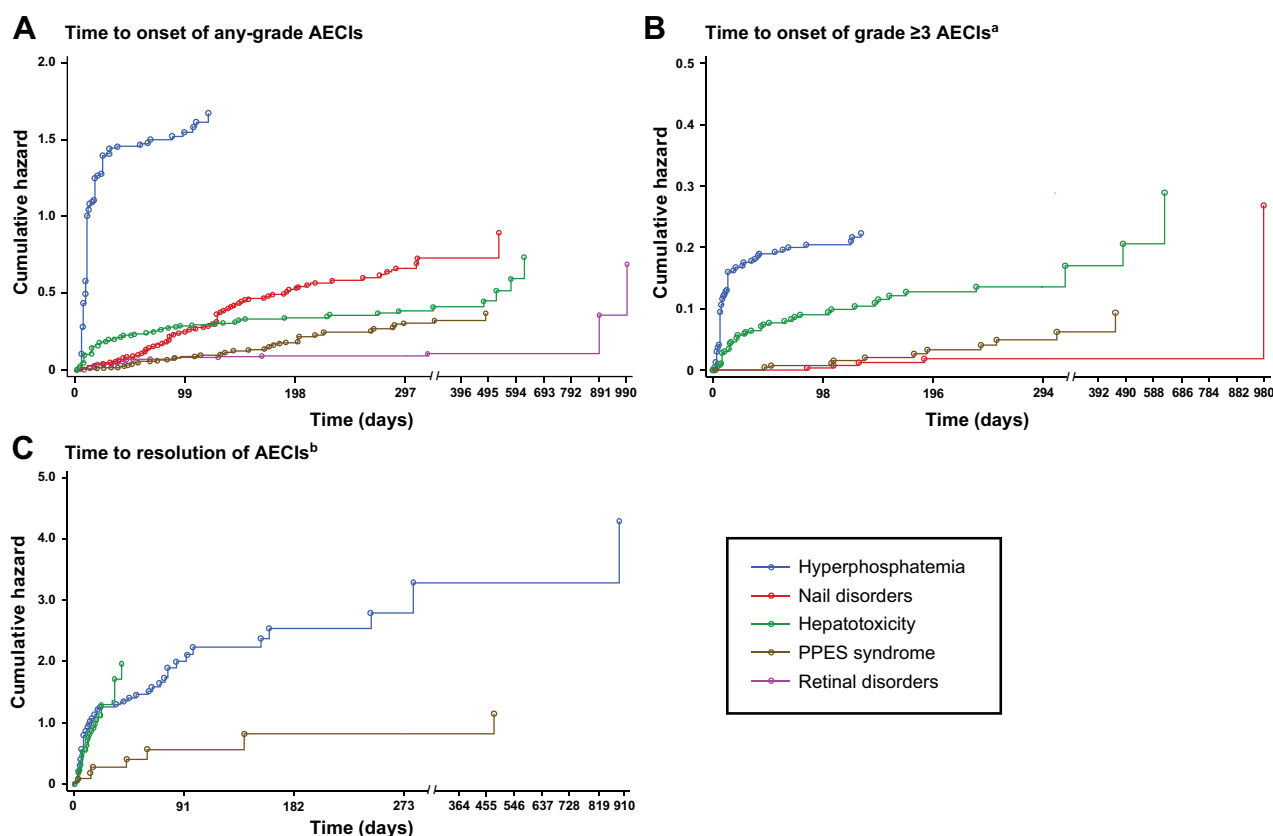 A Time to onset of any-grade AECIs
2.0
1.5
1.0
0.5
0
Cumulative hazard
0 99 198 297 396 495 594 693 792 891 990
Time (days)
B Time to onset of grade ≥3 AECIsᵃ
0.5
0.4
0.3
0.2
0.1
0
Cumulative hazard
0 98 196 294 392 490 588 686 784 882 980
Time (days)
C Time to resolution of AECIsᵇ
5.0
4.0
3.0
2.0
1.0
0
Cumulative hazard
0 91 182 273 364 455 546 637 728 819 910
Time (days)
Hyperphosphatemia
Nail disorders
Hepatotoxicity
PPES syndrome
Retinal disorders